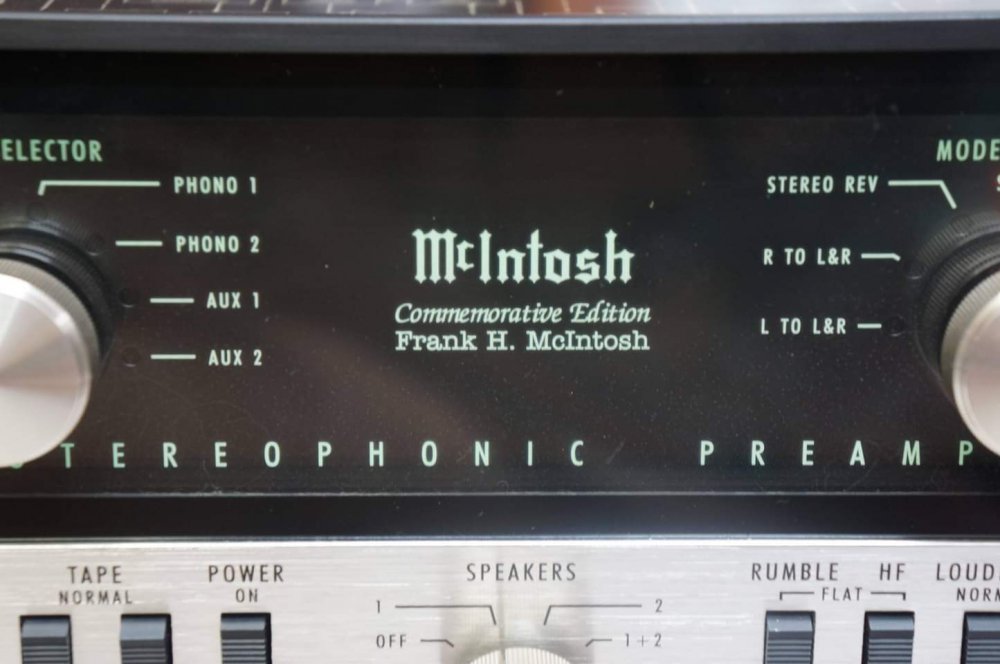 ELECTOR
MODE
PHONO 1
STEREO REV
PHONO 2
R TO L&R
AUX 1
L TO L&R
AUX 2
McIntosh
Commemorative Edition
Frank H. McIntosh
STEREOPHONIC PREAMP
TAPE
NORMAL
POWER
ON
SPEAKERS
1
2
OFF
1+2
RUMBLE HF
FLAT
LOUD
NORM